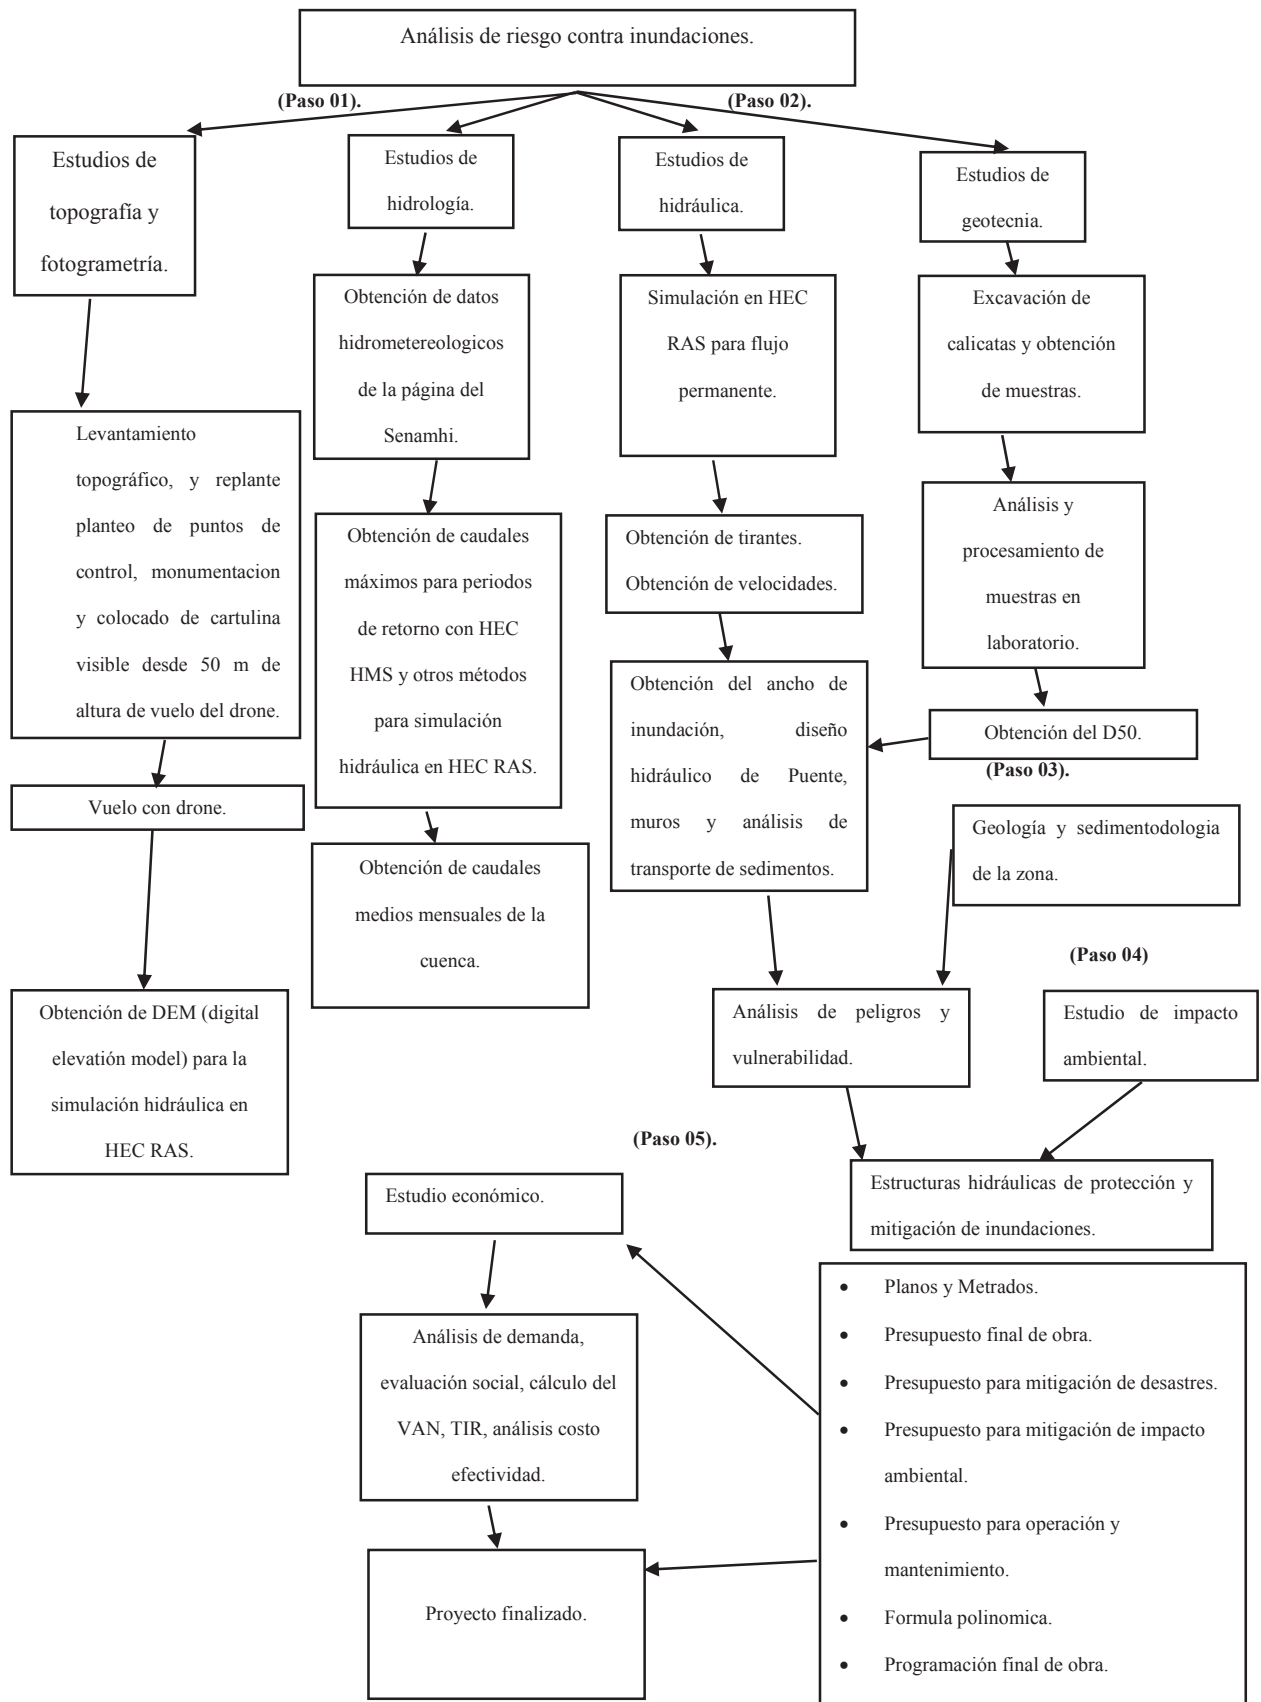 Análisis de riesgo contra inundaciones.
(Paso 01).
(Paso 02).
Estudios de
topografía y
fotogrametría.
Estudios de
hidrología.
Estudios de
hidráulica.
Estudios de
geotecnia.
Obtención de datos
hidrometereologicos
de la página del
Senamhi.
Simulación en HEC
RAS para flujo
permanente.
Excavación de
calicatas y obtención
de muestras.
Levantamiento
topográfico, y replante
planteo de puntos de
control, monumentacion
y colocado de cartulina
visible desde 50 m de
altura de vuelo del drone.
Obtención de caudales
máximos para periodos
de retorno con HEC
HMS y otros métodos
para simulación
hidráulica en HEC RAS.
Obtención de tirantes.
Obtención de velocidades.
Análisis y
procesamiento de
muestras en
laboratorio.
Obtención del ancho de
inundación, diseño
hidráulico de Puente,
muros y análisis de
transporte de sedimentos.
Obtención del D50.
(Paso 03).
Vuelo con drone.
Geología y sedimentodologia
de la zona.
Obtención de caudales
medios mensuales de la
cuenca.
(Paso 04)
Obtención de DEM (digital
elevatión model) para la
simulación hidráulica en
HEC RAS.
Análisis de peligros y
vulnerabilidad.
Estudio de impacto
ambiental.
(Paso 05).
Estudio económico.
Estructuras hidráulicas de protección y
mitigación de inundaciones.
Análisis de demanda,
evaluación social, cálculo del
VAN, TIR, análisis costo
efectividad.
Proyecto finalizado.
• Planos y Metrados.
• Presupuesto final de obra.
• Presupuesto para mitigación de desastres.
• Presupuesto para mitigación de impacto
ambiental.
• Presupuesto para operación y
mantenimiento.
• Formula polinomica.
• Programación final de obra.